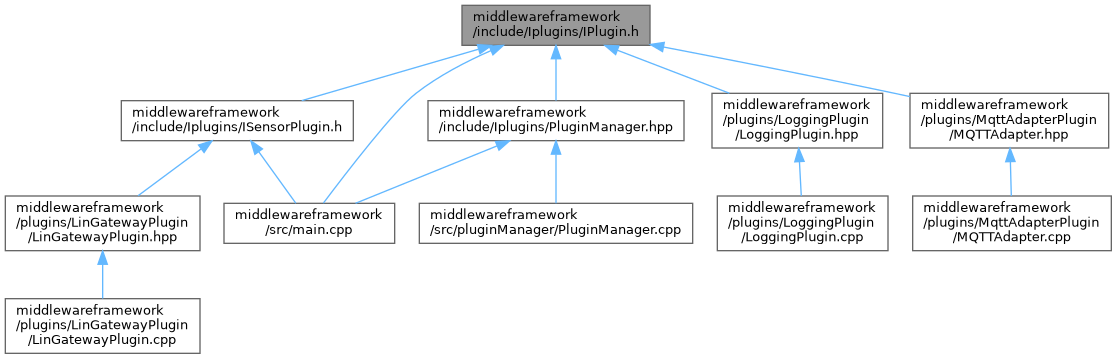 middlewareframework
/include/Iplugins/IPlugin.h
middlewareframework
/include/Iplugins/ISensorPlugin.h
middlewareframework
/include/Iplugins/PluginManager.hpp
middlewareframework
/plugins/LoggingPlugin
/LoggingPlugin.hpp
middlewareframework
/plugins/MqttAdapterPlugin
/MQTTAdapter.hpp
middlewareframework
/plugins/LinGatewayPlugin
/LinGatewayPlugin.hpp
middlewareframework
/src/main.cpp
middlewareframework
/src/pluginManager/PluginManager.cpp
middlewareframework
/plugins/LoggingPlugin
/LoggingPlugin.cpp
middlewareframework
/plugins/MqttAdapterPlugin
/MQTTAdapter.cpp
middlewareframework
/plugins/LinGatewayPlugin
/LinGatewayPlugin.cpp